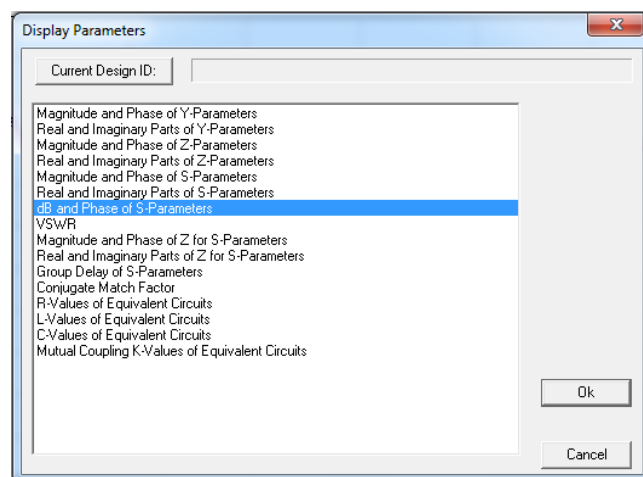 Display Parameters
Current Design ID:
Magnitude and Phase of Y-Parameters
Real and Imaginary Parts of Y-Parameters
Magnitude and Phase of Z-Parameters
Real and Imaginary Parts of Z-Parameters
Magnitude and Phase of S-Parameters
Real and Imaginary Parts of S-Parameters
dB and Phase of S-Parameters
VSWR
Magnitude and Phase of Z for S-Parameters
Real and Imaginary Parts of Z for S-Parameters
Group Delay of S-Parameters
Conjugate Match Factor
R-Values of Equivalent Circuits
L-Values of Equivalent Circuits
C-Values of Equivalent Circuits
Mutual Coupling K-Values of Equivalent Circuits
Ok
Cancel